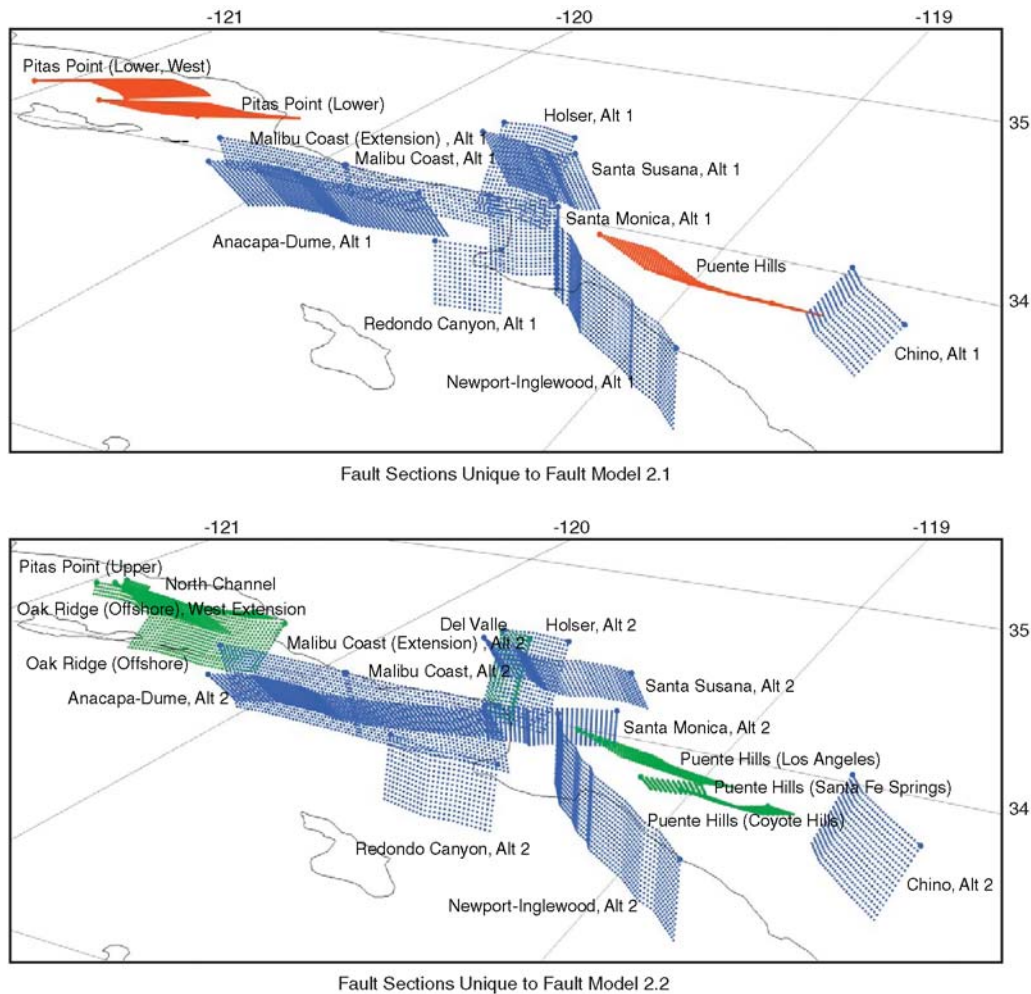 -121
-120
-119
Pitas Point (Lower, West)
Pitas Point (Lower)
Holser, Alt 1
35
Malibu Coast (Extension) , Alt 1
Malibu Coast, Alt 1
Santa Susana, Alt 1
Santa Monica, Alt 1
Anacapa-Dume, Alt 1
Puente Hills
34
Redondo Canyon, Alt 1
Chino, Alt 1
Newport-Inglewood, Alt 1
Fault Sections Unique to Fault Model 2.1
-121
-120
-119
Pitas Point (Upper)
North Channel
Oak Ridge (Offshore), West Extension
Del Valle
Holser, Alt 2
35
Malibu Coast (Extension) , Alt 2
Oak Ridge (Offshore)
Malibu Coast, Alt 2
Santa Susana, Alt 2
Anacapa-Dume, Alt 2
Santa Monica, Alt 2
Puente Hills (Los Angeles)
Puente Hills (Santa Fe Springs)
34
Puente Hills (Coyote Hills)
Redondo Canyon, Alt 2
Chino, Alt 2
Newport-Inglewood, Alt 2
Fault Sections Unique to Fault Model 2.2